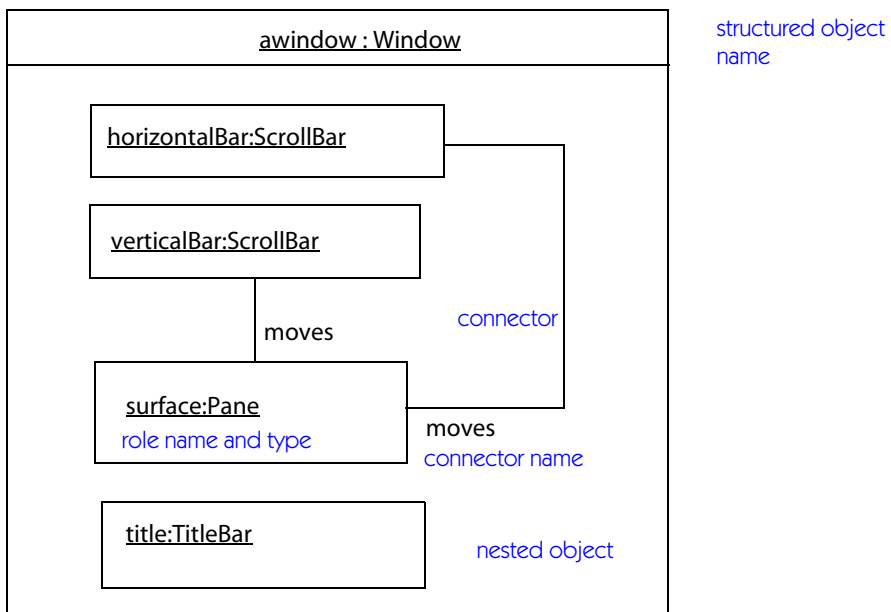 awindow : Window
structured object
name
horizontalBar:ScrollBar
verticalBar:ScrollBar
connector
moves
surface:Pane
role name and type
moves
connector name
title:TitleBar
nested object